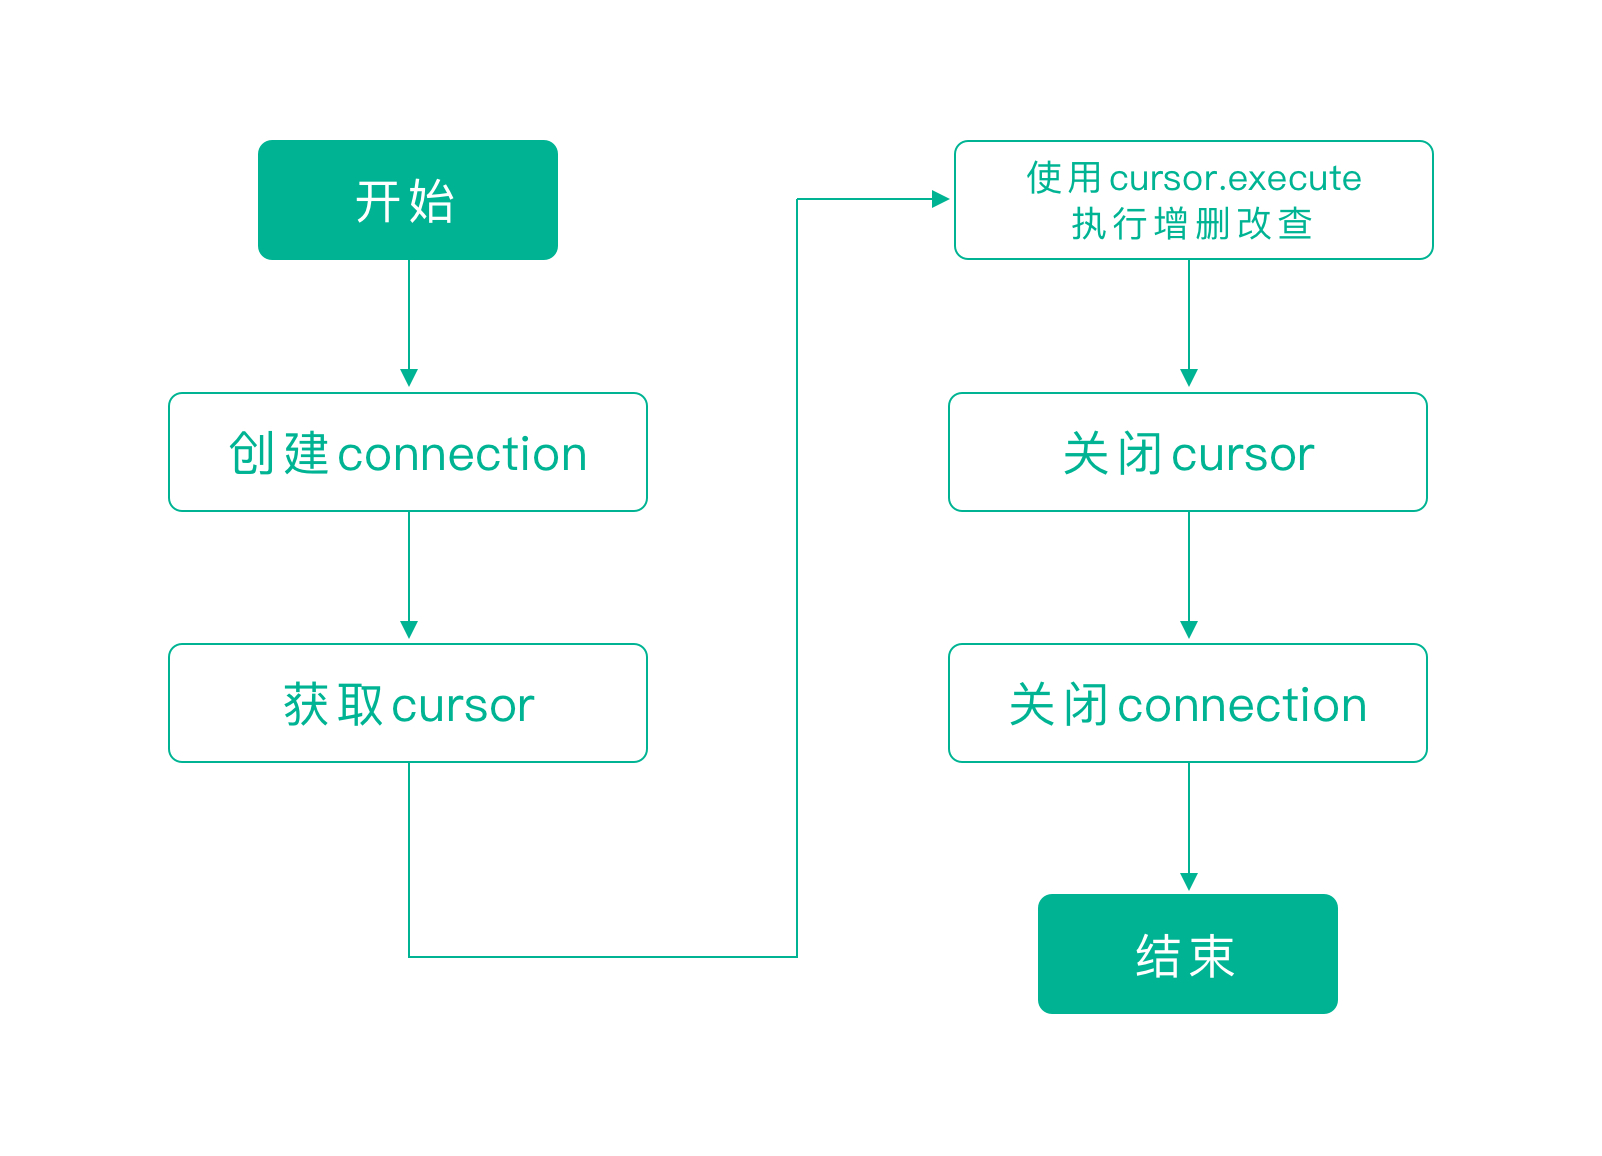 开始
创建connection
获取cursor
使用cursor.execute
执行增删改查
关闭cursor
关闭connection
结束